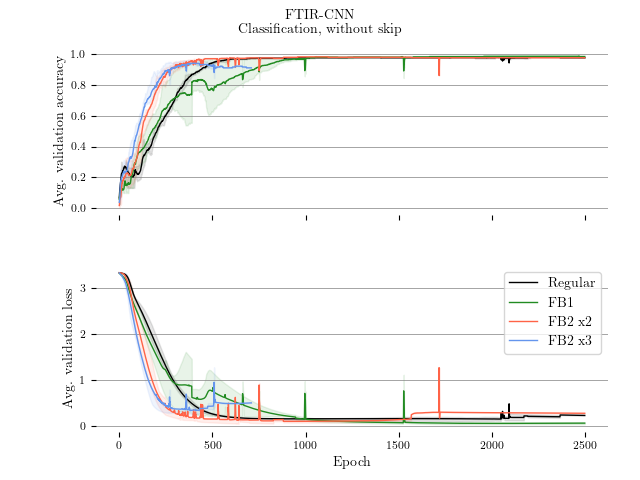 FTIR-CNN
Classification, without skip
Avg. validation accuracy
1.0
0.8
0.6
0.4
0.2
0.0
Avg. validation loss
3
2
1
0
Regular
FB1
FB2 x2
FB2 x3
0
500
1000
1500
2000
2500
Epoch